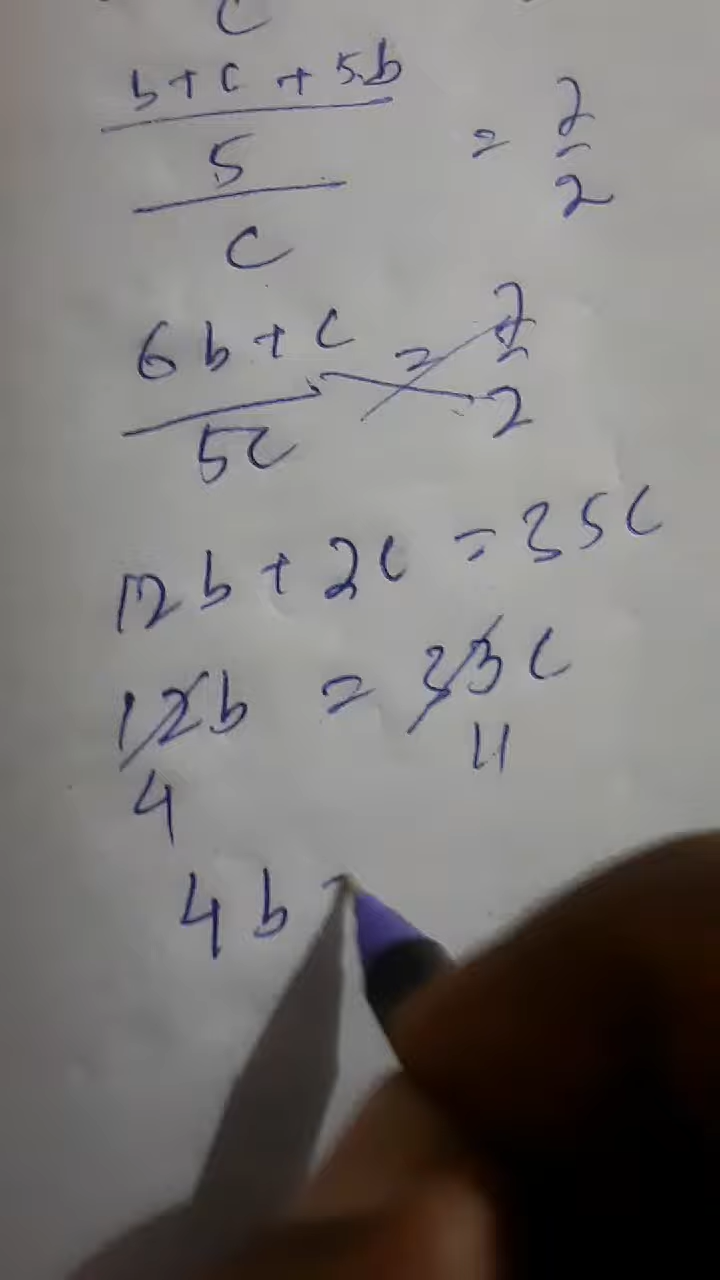 c
b + c + 5b
5
c
= 7/2
6b + c
5c
= 7/2
12b + 2c = 35c
12b = 33c
4 11
4b =